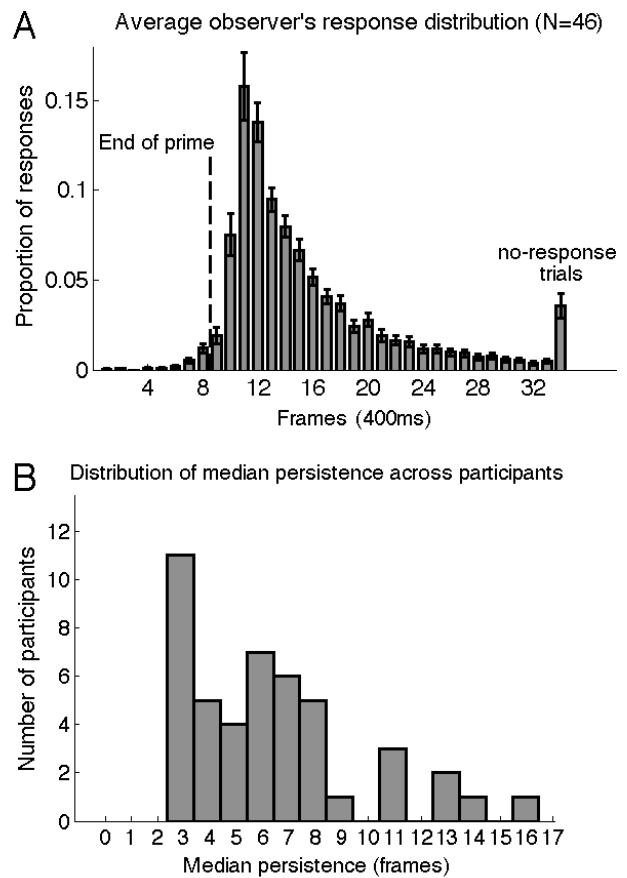 A
Average observer's response distribution (N=46)
Proportion of responses
0.15
0.1
0.05
0
End of prime
no-response
trials
4 8 12 16 20 24 28 32
Frames (400ms)
B
Distribution of median persistence across participants
Number of participants
12
10
8
6
4
2
0
0 1 2 3 4 5 6 7 8 9 10 11 12 13 14 15 16 17
Median persistence (frames)